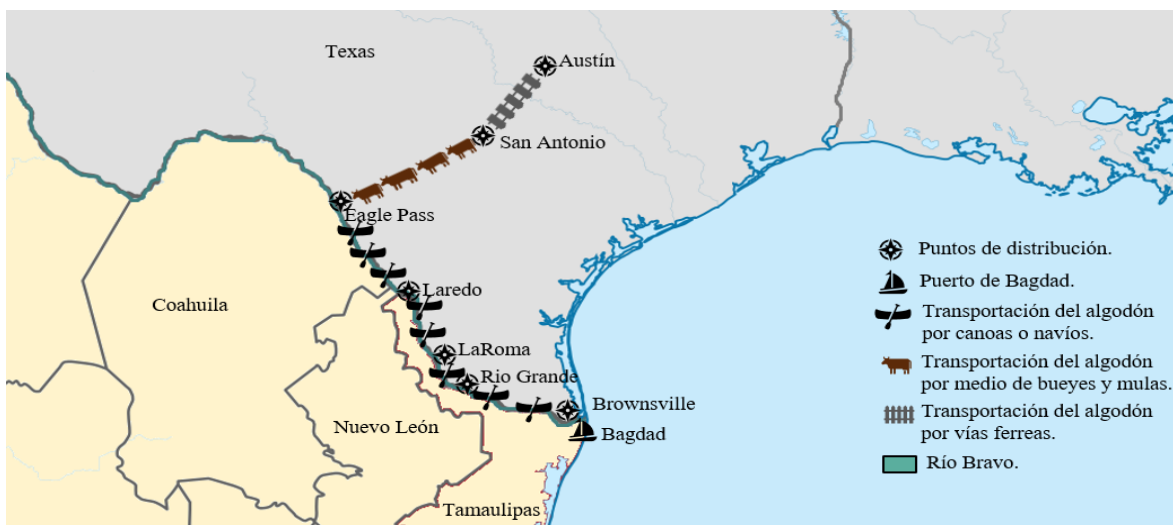 Texas
Austín
San Antonio
Eagle Pass
Coahuila
Laredo
LaRoma
Rio Grande
Nuevo León
Brownsville
Bagdad
Tamaulipas
Puntos de distribución.
Puerto de Bagdad.
Transportación del algodón
por canoas o navíos.
Transportación del algodón
por medio de bueyes y mulas.
Transportación del algodón
por vías ferreas.
Río Bravo.